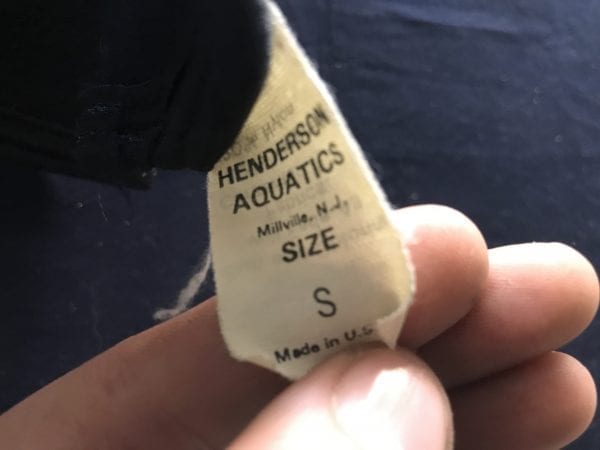 HENDERSON
AQUATICS
Millville, N.J.
SIZE
S
Made in U.S